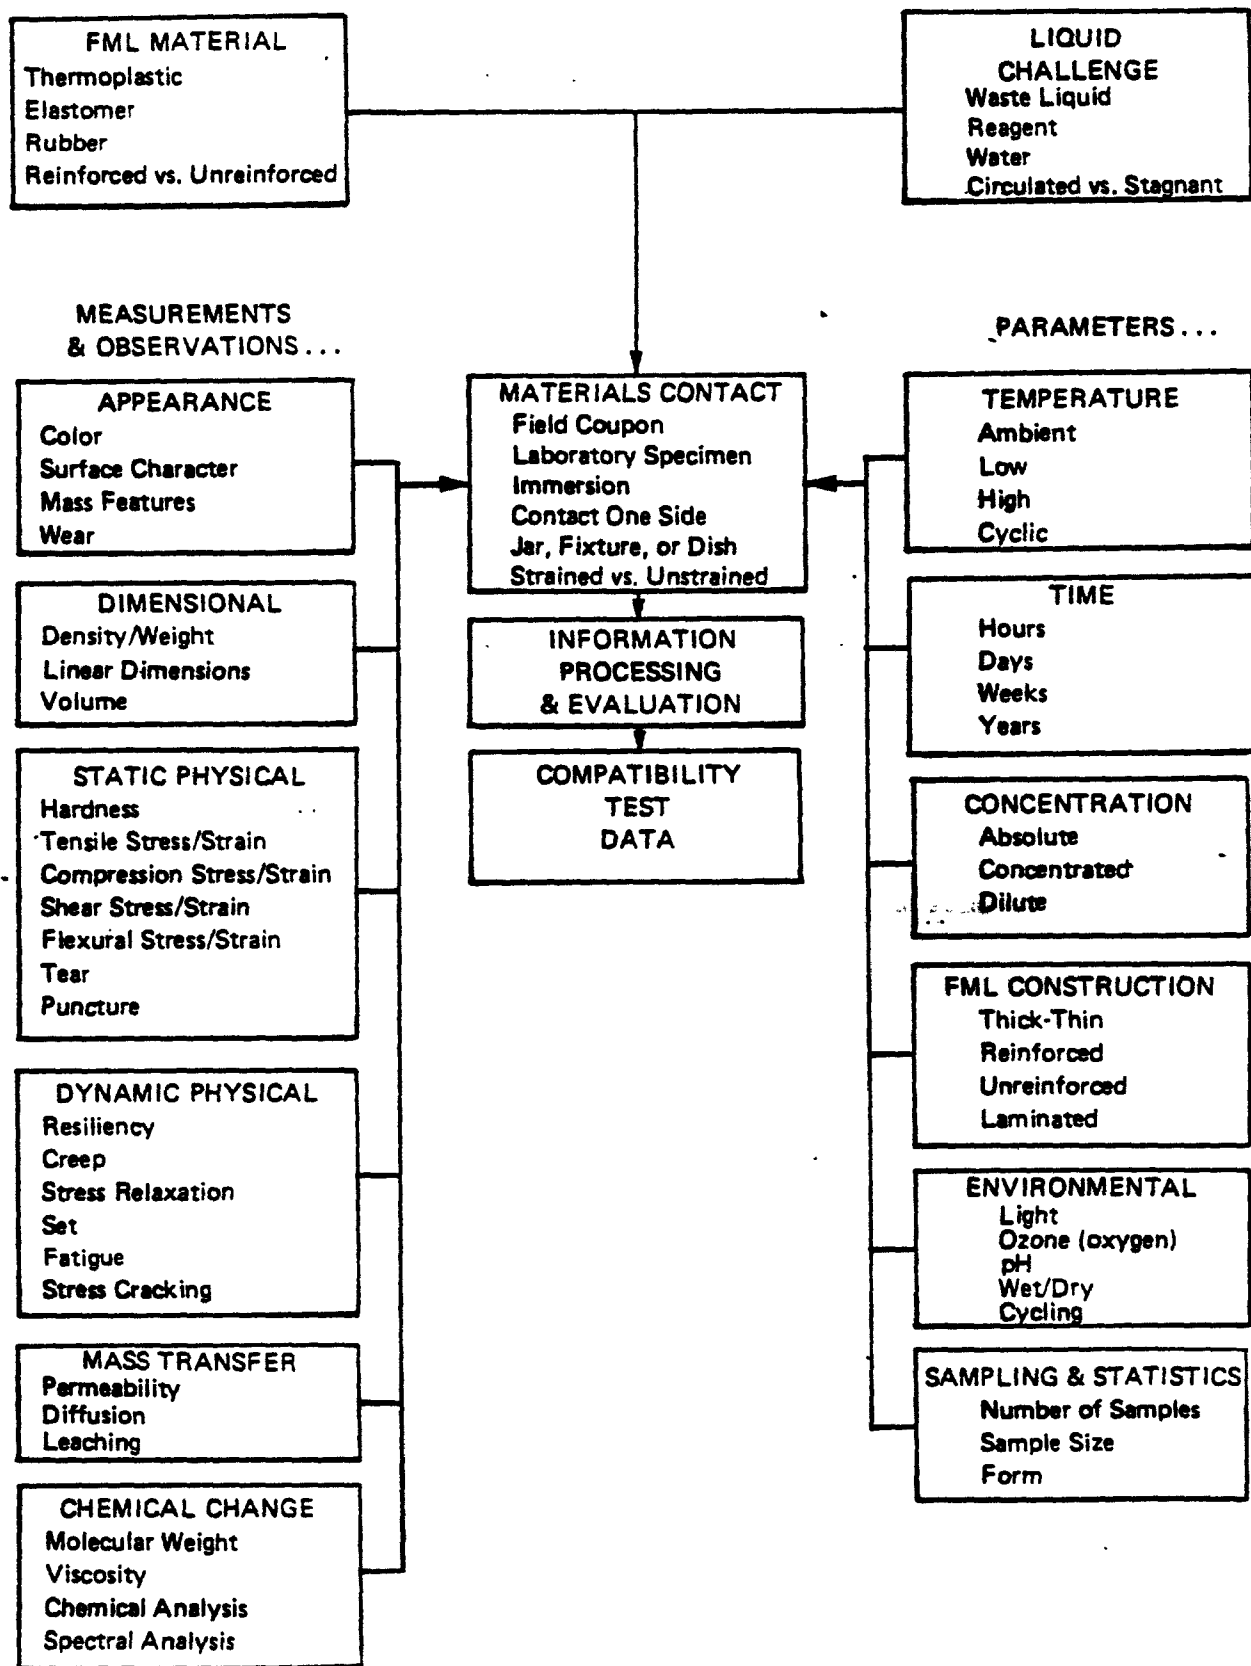 FML MATERIAL
Thermoplastic
Elastomer
Rubber
Reinforced vs. Unreinforced
LIQUID
CHALLENGE
Waste Liquid
Reagent
Water
Circulated vs. Stagnant
MEASUREMENTS
& OBSERVATIONS...
APPEARANCE
Color
Surface Character
Mass Features
Wear
DIMENSIONAL
Density/Weight
Linear Dimensions
Volume
STATIC PHYSICAL
Hardness
Tensile Stress/Strain
Compression Stress/Strain
Shear Stress/Strain
Flexural Stress/Strain
Tear
Puncture
DYNAMIC PHYSICAL
Resiliency
Creep
Stress Relaxation
Set
Fatigue
Stress Cracking
MASS TRANSFER
Permeability
Diffusion
Leaching
CHEMICAL CHANGE
Molecular Weight
Viscosity
Chemical Analysis
Spectral Analysis
MATERIALS CONTACT
Field Coupon
Laboratory Specimen
Immersion
Contact One Side
Jar, Fixture, or Dish
Strained vs. Unstrained
INFORMATION
PROCESSING
& EVALUATION
COMPATIBILITY
TEST
DATA
PARAMETERS...
TEMPERATURE
Ambient
Low
High
Cyclic
TIME
Hours
Days
Weeks
Years
CONCENTRATION
Absolute
Concentrated
Dilute
FML CONSTRUCTION
Thick-Thin
Reinforced
Unreinforced
Laminated
ENVIRONMENTAL
Light
Ozone (oxygen)
pH
Wet/Dry
Cycling
SAMPLING & STATISTICS
Number of Samples
Sample Size
Form